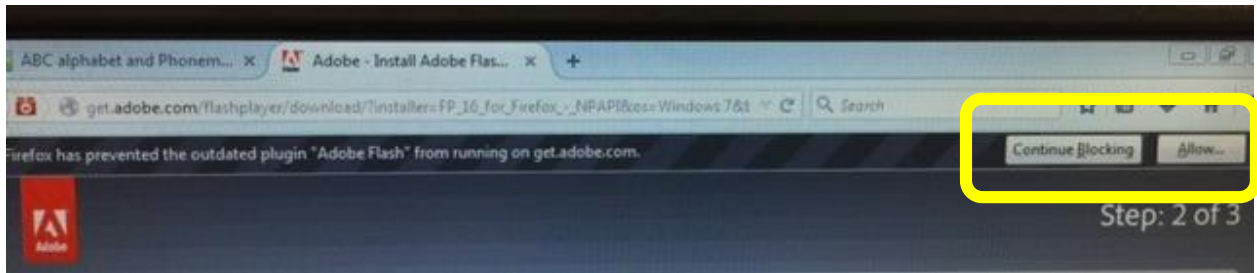 ABC alphabet and Phonem... × Adobe - Install Adobe Flas... × +
get.adobe.com/flashplayer/download/?installer=FP_16_for_Firefox_-_NPAPI&os=Windows 7& Search
Firefox has prevented the outdated plugin "Adobe Flash" from running on get.adobe.com. Continue Blocking Allow...
Step: 2 of 3
Adobe